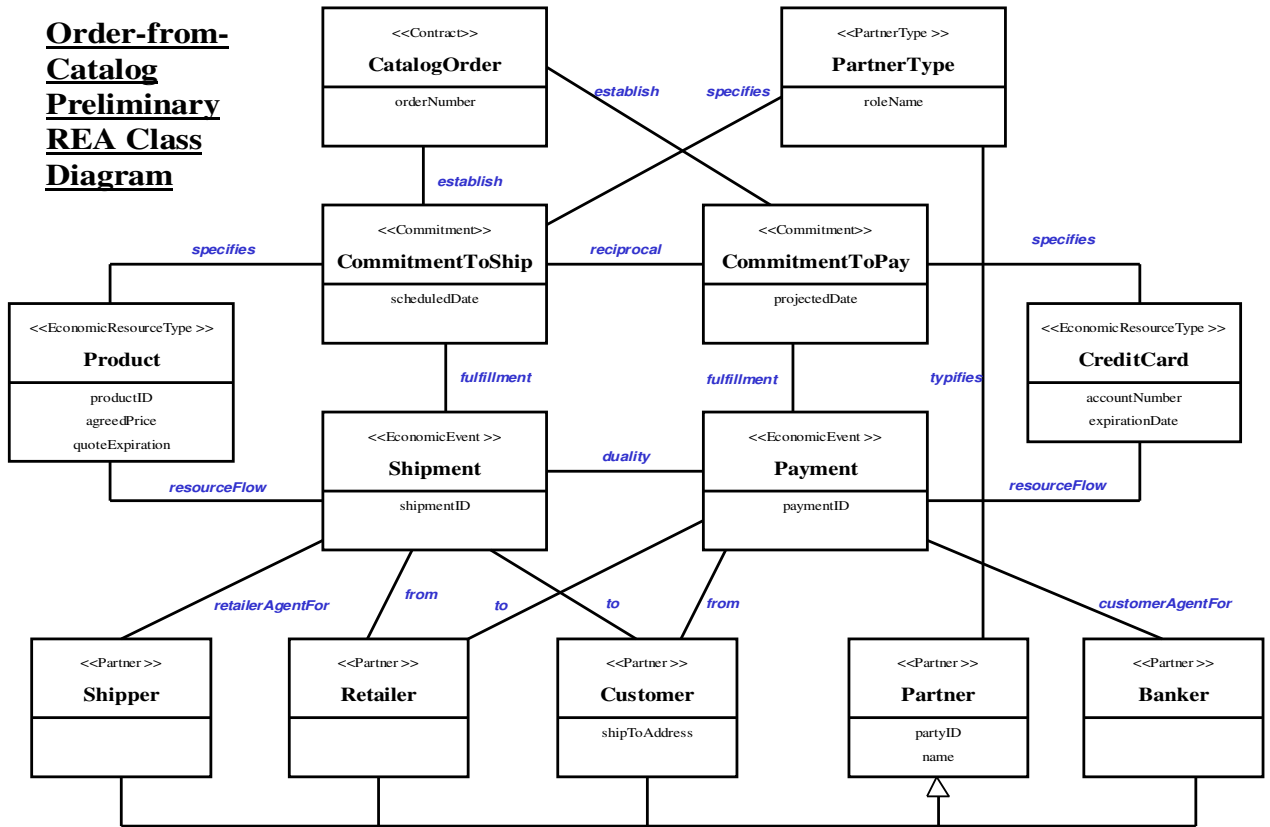 Order-from-
Catalog
Preliminary
REA Class
Diagram
<<Contract>>
CatalogOrder
orderNumber
<<PartnerType >>
PartnerType
roleName
establish
specifies
establish
<<Commitment>>
CommitmentToShip
scheduledDate
reciprocal
<<Commitment>>
CommitmentToPay
projectedDate
specifies
specifies
<<EconomicResourceType >>
Product
productID
agreedPrice
quoteExpiration
<<EconomicResourceType >>
CreditCard
accountNumber
expirationDate
fulfillment
fulfillment
typifies
<<EconomicEvent >>
Shipment
shipmentID
duality
<<EconomicEvent >>
Payment
paymentID
resourceFlow
resourceFlow
retailerAgentFor
from
to
to
from
customerAgentFor
<<Partner >>
Shipper
<<Partner >>
Retailer
<<Partner >>
Customer
shipToAddress
<<Partner >>
Partner
partyID
name
<<Partner >>
Banker